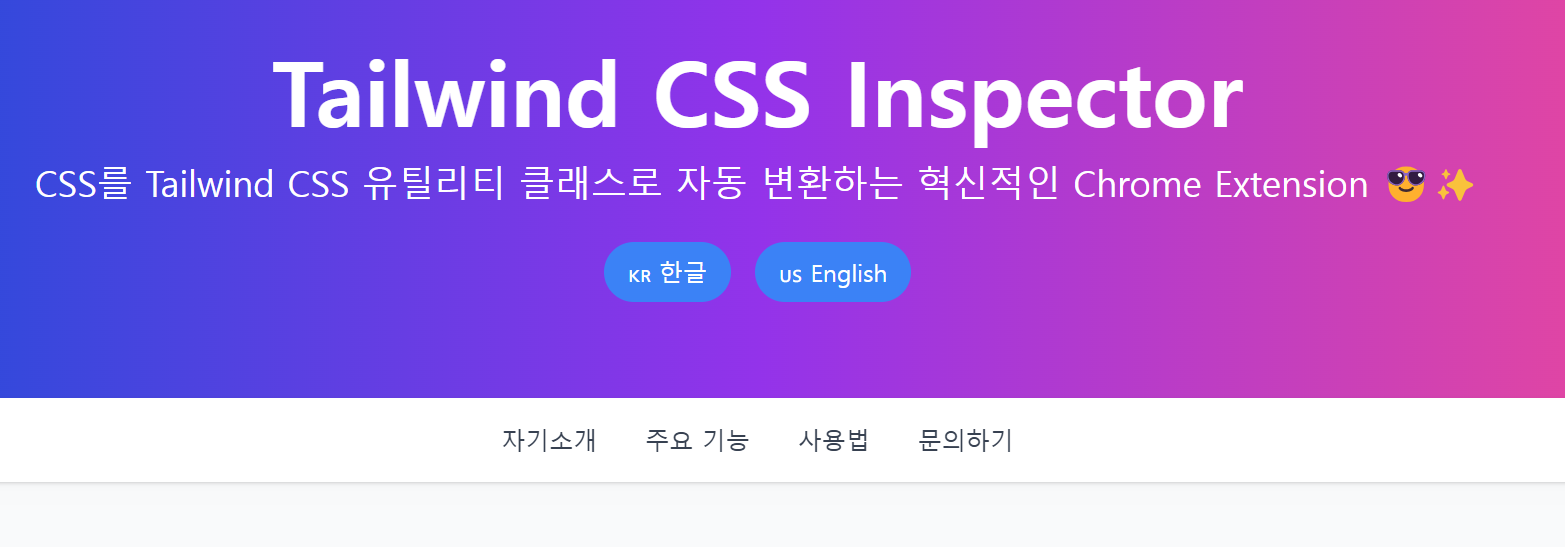 Tailwind CSS Inspector
CSS를 Tailwind CSS 유틸리티 클래스로 자동 변환하는 혁신적인 Chrome Extension 😎 ✨
KR 한글 US English
자기소개 주요 기능 사용법 문의하기